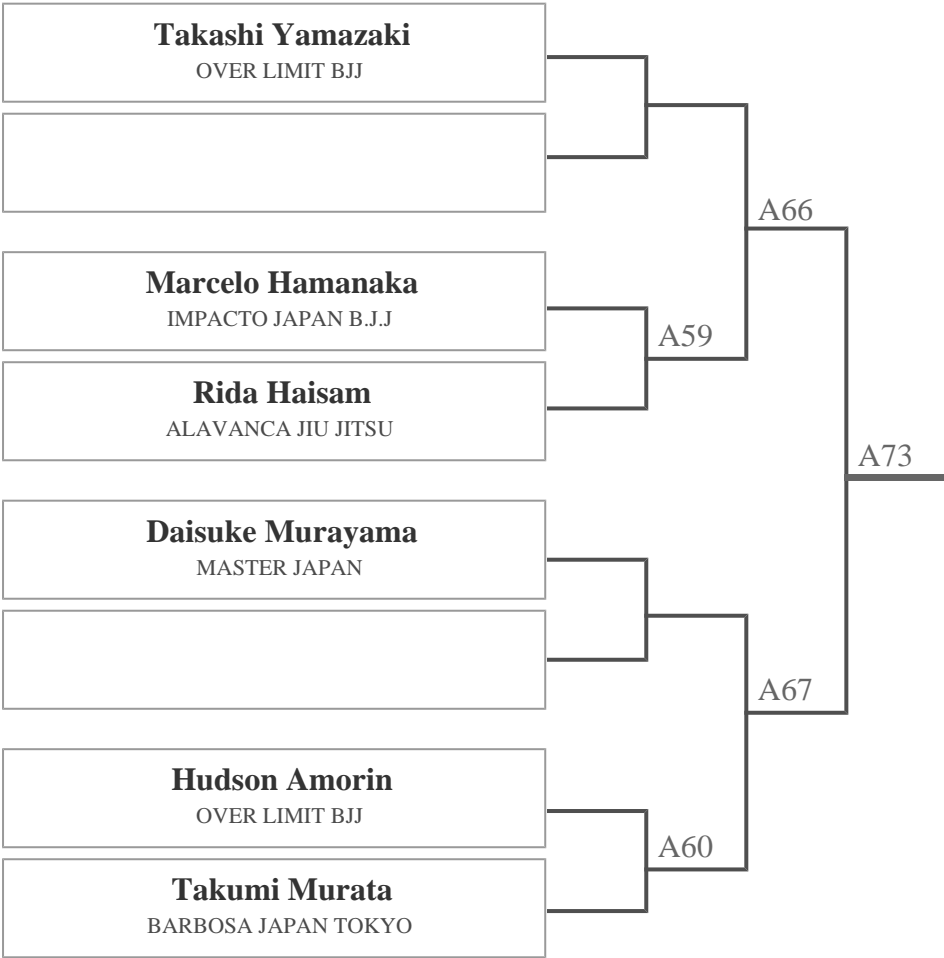 Takashi Yamazaki
OVER LIMIT BJJ
A66
Marcelo Hamanaka
IMPACTO JAPAN B.J.J
A59
Rida Haisam
ALAVANCA JIU JITSU
A73
Daisuke Murayama
MASTER JAPAN
A67
Hudson Amorin
OVER LIMIT BJJ
A60
Takumi Murata
BARBOSA JAPAN TOKYO